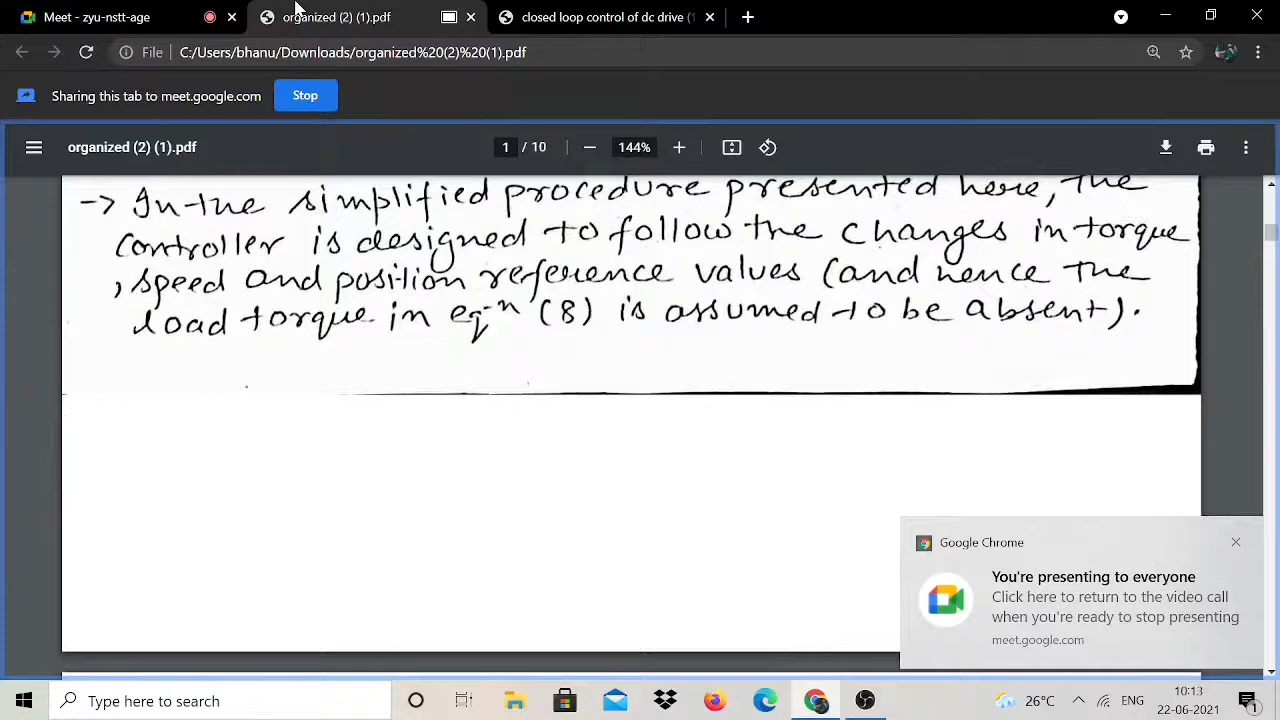 Meet - zyu-nstt-age
organized (2) (1).pdf
closed loop control of dc drive (1
File
C:/Users/bhanu/Downloads/organized%20(2)%20(1).pdf
Sharing this tab to meet.google.com
Stop
organized (2) (1).pdf
1 / 10
144%
-> In the simplified procedure presented here, the
controller is designed to follow the changes in torque
, speed and position reference values (and hence the
load torque in eq-n (8) is assumed to be absent).
Google Chrome
You're presenting to everyone
Click here to return to the video call
when you're ready to stop presenting
meet.google.com
Type here to search
26°C
ENG
10:13
22-06-2021
1